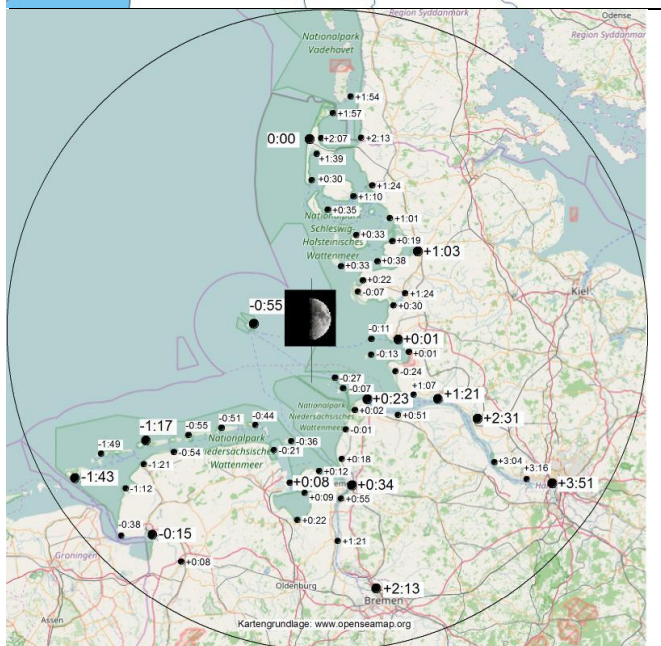 Odense
Region Syddanmark
Region Syddanmark
Nationalpark
Vadehavet
+1:54
+1:57
0:00
+2:07
+2:13
+1:39
+0:30
+1:24
+1:10
+0:35
+1:01
Nationalpark
Schleswig-
Holsteinisches
Wattenmeer
+0:33
+0:19
+1:03
+0:38
+0:33
+0:22
-0:07
+1:24
Kiel
-0:55
+0:30
-0:11
+0:01
+0:01
-0:13
-0:24
-0:27
-0:07
+1:07
+1:21
+0:23
Nationalpark
Niedersächsisches
Wattenmeer
+0:02
+0:51
+2:31
-0:44
-0:51
-0:55
-1:17
-0:01
Nationalpark
Niedersächsisches
Wattenmeer
-0:36
-0:21
-0:54
-1:49
-1:21
+0:18
+3:04
-1:43
+0:12
+3:16
+0:08
+0:34
+3:51
-1:12
+0:09
+0:55
+0:22
-0:38
-0:15
+1:21
Groningen
+0:08
Oldenburg
+2:13
Bremen
Assen
Kartengrundlage: www.openseamap.org